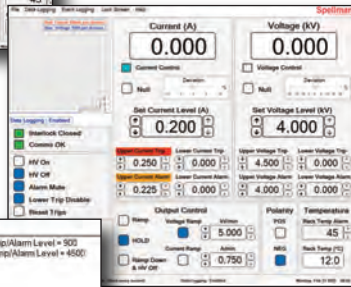 File Data Logging Event Logging Lock Screen Help
Spellman
Current (A)
Voltage (kV)
0.000
0.000
Current Control
Voltage Control
Deviation
Deviation
Null
Null
Set Current Level (A)
Set Voltage Level (kV)
0.200
4.000
Data Logging - Enabled
Interlock Closed
Comms OK
HV On
HV Off
Alarm Mute
Lower Trip Disable
Reset Trips
Upper Current Trip
Lower Current Trip
Upper Voltage Trip
Lower Voltage Trip
0.250
0.000
4.500
0.000
Upper Current Alarm
Lower Current Alarm
Upper Voltage Alarm
Lower Voltage Alarm
0.225
0.000
4.000
0.000
Output Control
Polarity
Temperature
Ramp
Voltage Ramp
kV/min
POS
Rack Temp Alarm
HOLD
5.000
45
Current Ramp
A/min
NEG
Rack Temp (°C)
Ramp Down
& HV Off
0.750
12.0
Monday, Feb
p/Alarm Level = 900
mp/Alarm Level = 4500